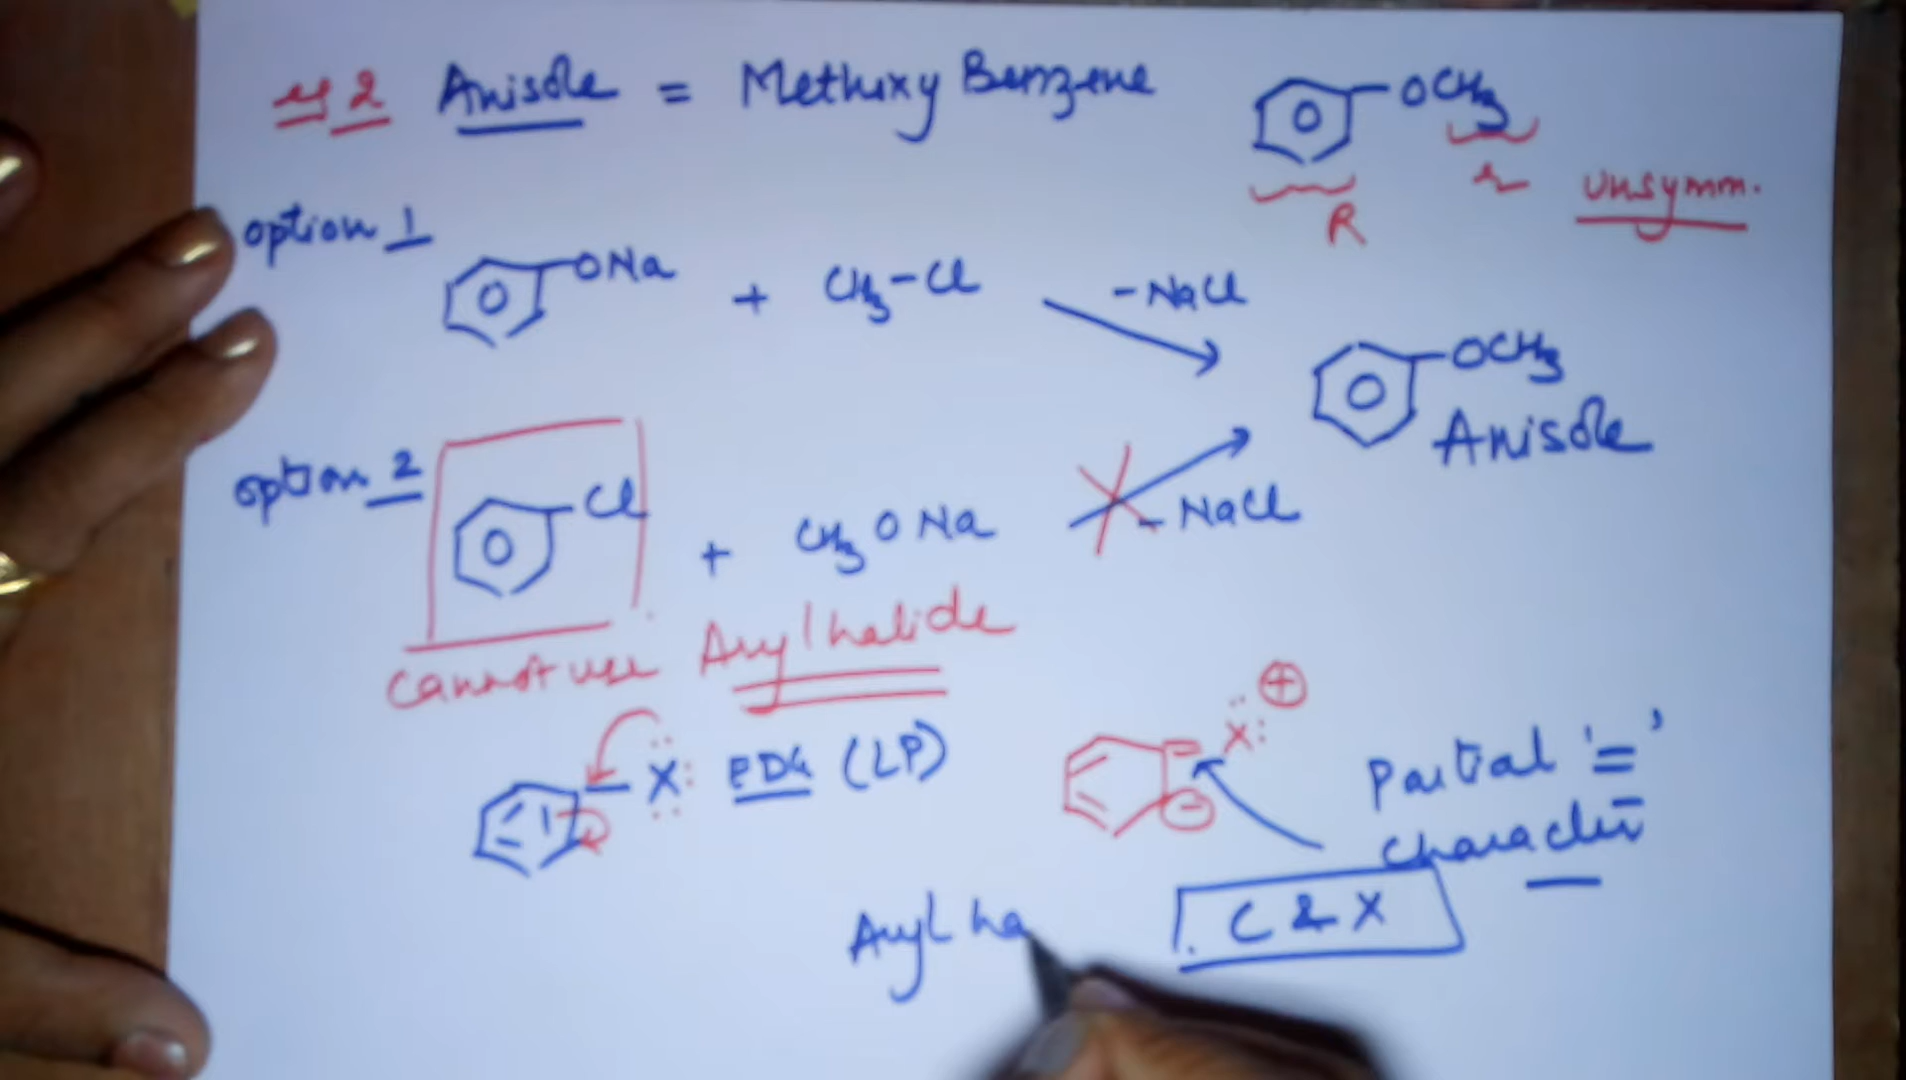 eg 2 Anisole = Methoxy Benzene
OCH3
R r unsymm.
option 1
ONa + CH3-Cl -NaCl
OCH3
Anisole
option 2
Cl + CH3ONa -NaCl
cannot use Arylhalide
X EDG (LP)
X: ⊕
⊖
Partial '='
character
C & X
Aryl ha